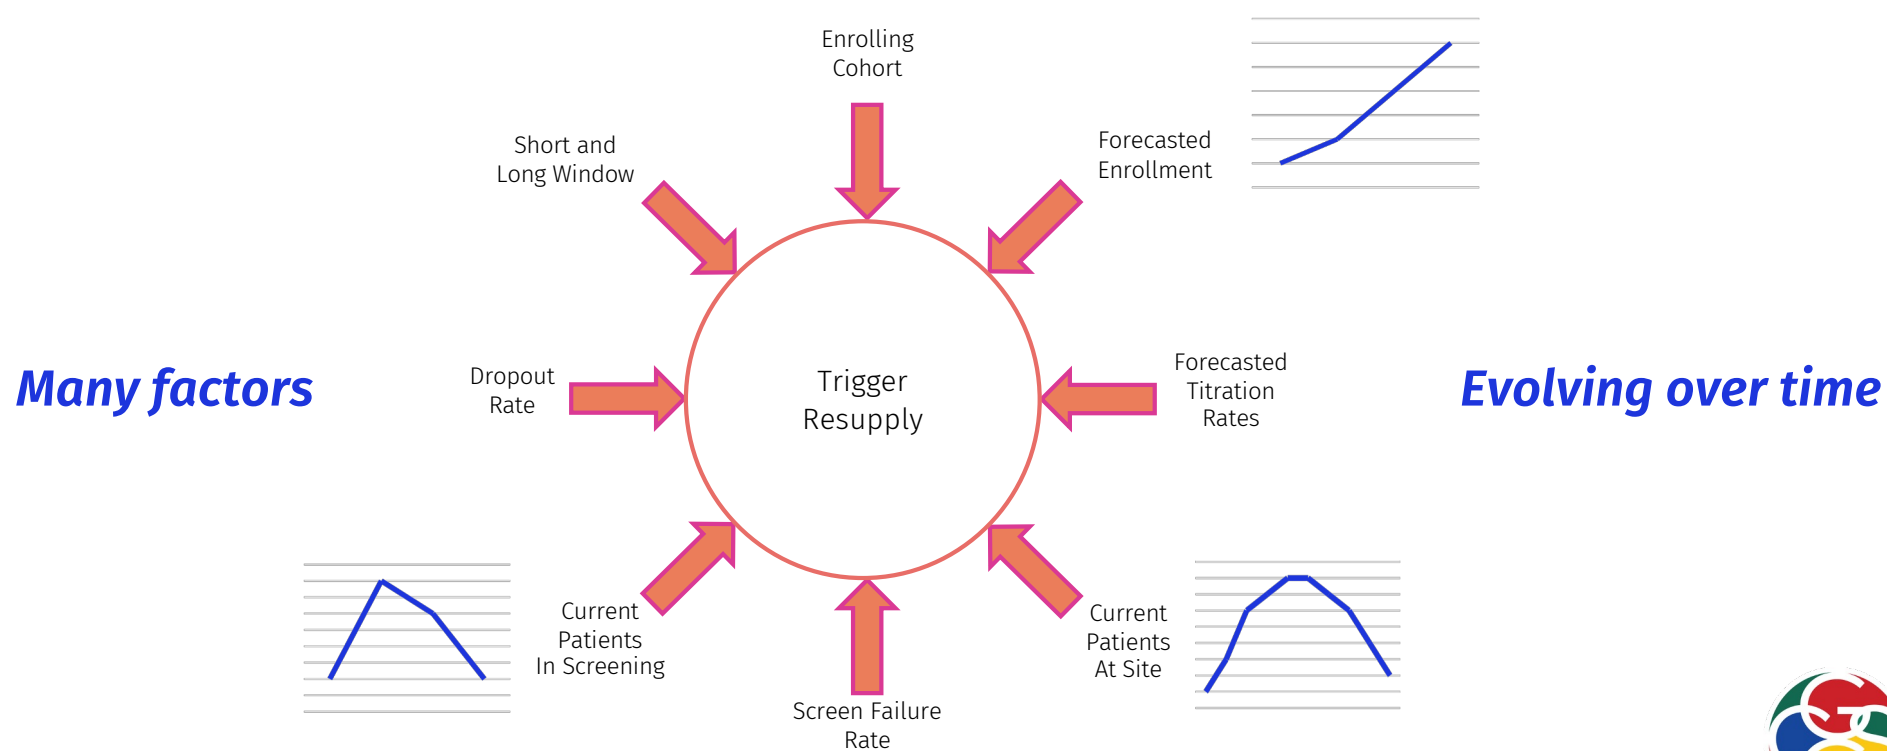 Enrolling
Cohort
Short and
Long Window
Forecasted
Enrollment
Many factors
Dropout
Rate
Trigger
Resupply
Forecasted
Titration
Rates
Evolving over time
Current
Patients
In Screening
Current
Patients
At Site
Screen Failure
Rate